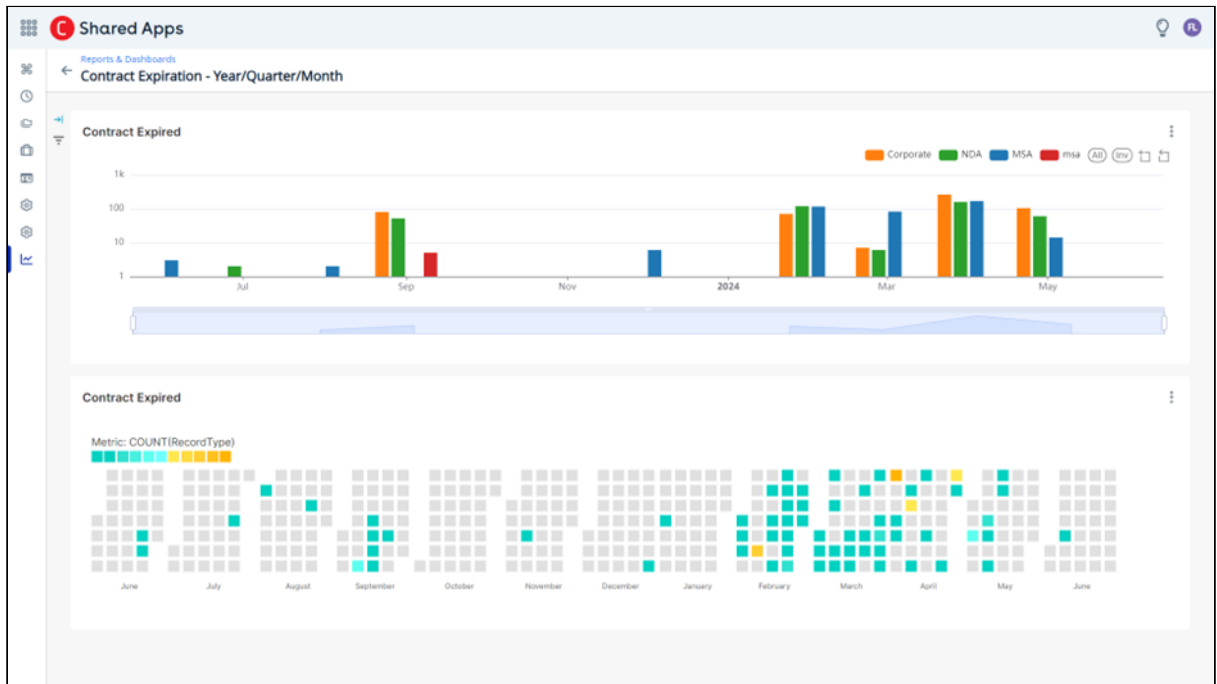 C Shared Apps FL
Reports & Dashboards
Contract Expiration - Year/Quarter/Month
Contract Expired
Corporate NDA MSA msa All Inv
1k
100
10
1
Jul Sep Nov 2024 Mar May
Contract Expired
Metric: COUNT(RecordType)
June July August September October November December January February March April May June